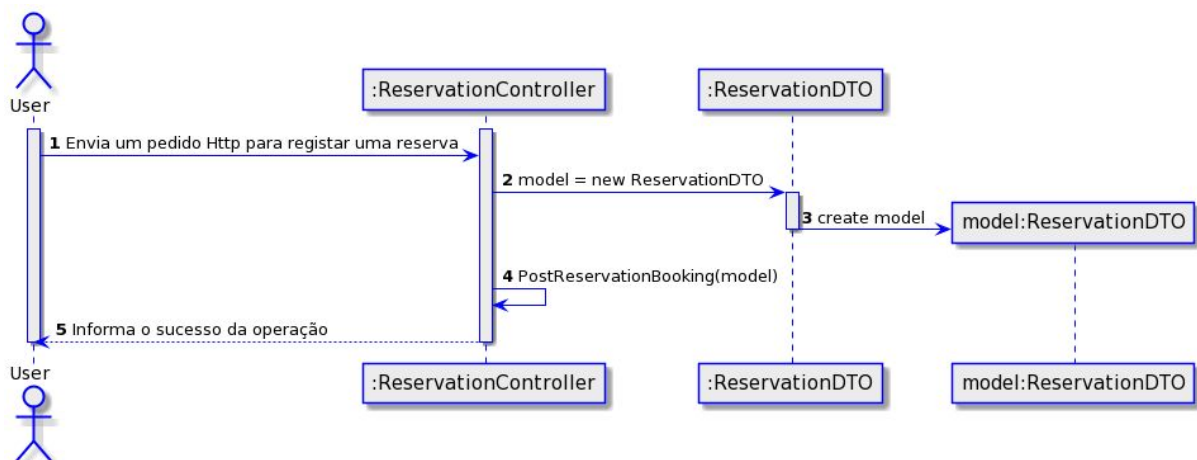 User
:ReservationController
:ReservationDTO
1 Envia um pedido Http para registar uma reserva
2 model = new ReservationDTO
3 create model
model:ReservationDTO
4 PostReservationBooking(model)
5 Informa o sucesso da operação
User
:ReservationController
:ReservationDTO
model:ReservationDTO